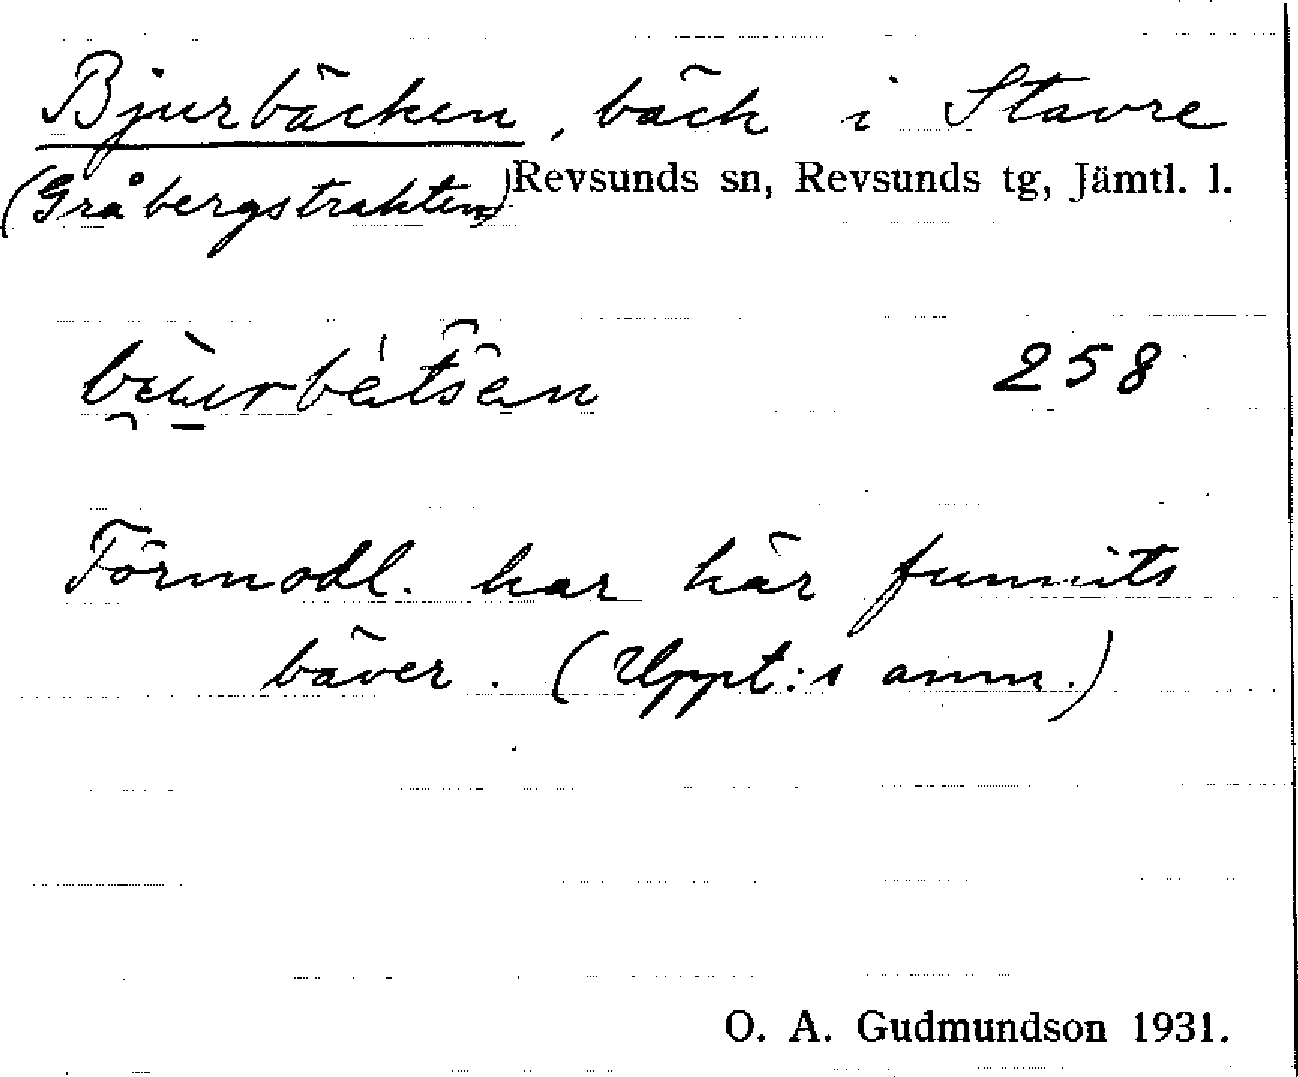 Bjurbäcken, bäck i Stavre
(Gråbergstrakten) Revsunds sn, Revsunds tg, Jämtl. l.
258
Förmodl. har här funnits
bäver. (Uppt:s anm.)
O. A. Gudmundson 1931.